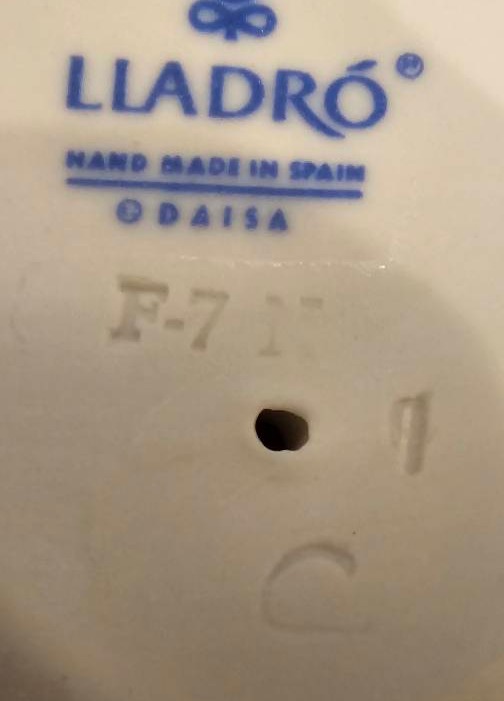 LLADRÓ®
HAND MADE IN SPAIN
© DAISA
F-7
C